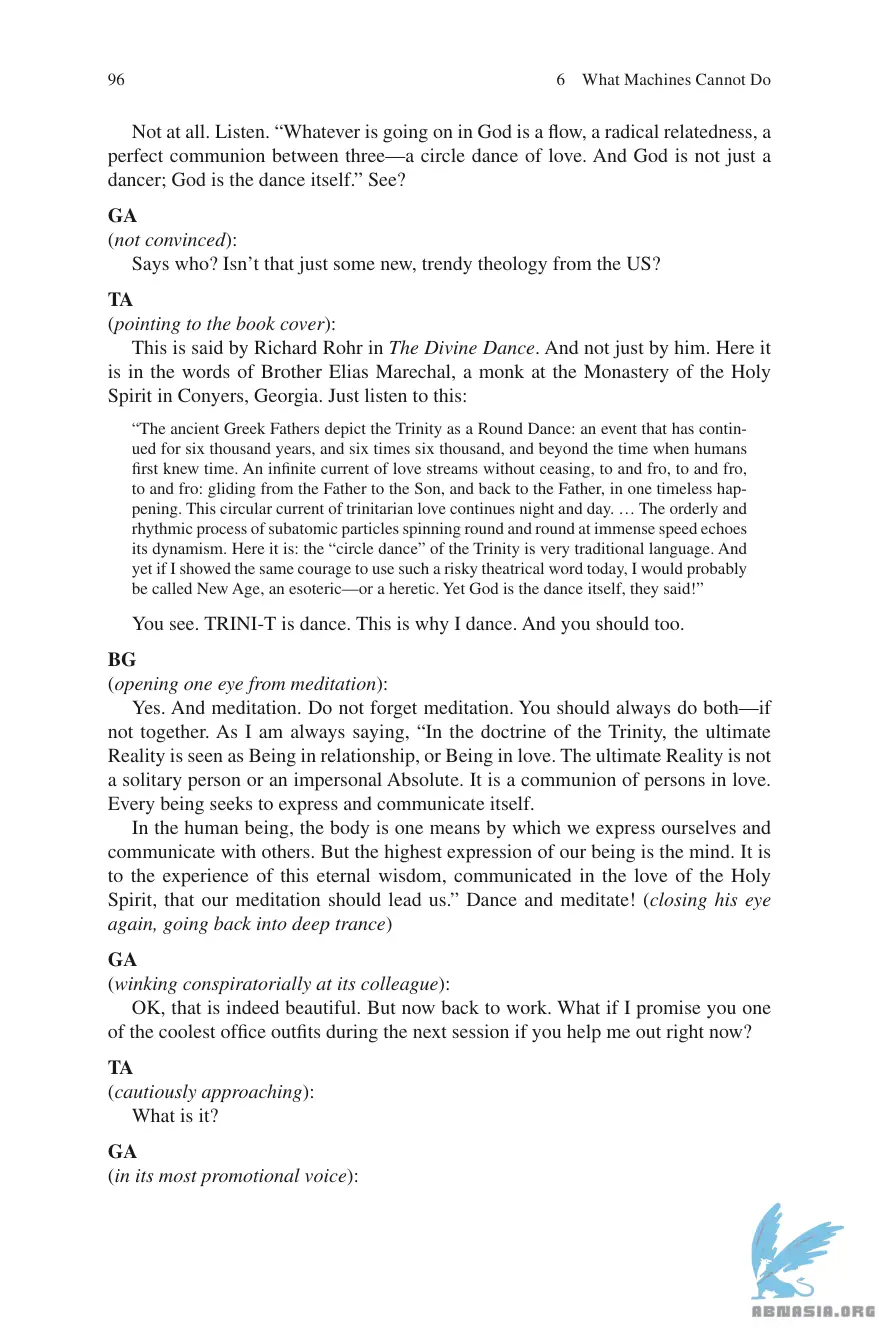 96
6 What Machines Cannot Do
Not at all. Listen. “Whatever is going on in God is a flow, a radical relatedness, a
perfect communion between three—a circle dance of love. And God is not just a
dancer; God is the dance itself.” See?
GA
(not convinced):
Says who? Isn’t that just some new, trendy theology from the US?
TA
(pointing to the book cover):
This is said by Richard Rohr in The Divine Dance. And not just by him. Here it
is in the words of Brother Elias Marechal, a monk at the Monastery of the Holy
Spirit in Conyers, Georgia. Just listen to this:
“The ancient Greek Fathers depict the Trinity as a Round Dance: an event that has contin-
ued for six thousand years, and six times six thousand, and beyond the time when humans
first knew time. An infinite current of love streams without ceasing, to and fro, to and fro,
to and fro: gliding from the Father to the Son, and back to the Father, in one timeless hap-
pening. This circular current of trinitarian love continues night and day. … The orderly and
rhythmic process of subatomic particles spinning round and round at immense speed echoes
its dynamism. Here it is: the “circle dance” of the Trinity is very traditional language. And
yet if I showed the same courage to use such a risky theatrical word today, I would probably
be called New Age, an esoteric—or a heretic. Yet God is the dance itself, they said!”
You see. TRINI-T is dance. This is why I dance. And you should too.
BG
(opening one eye from meditation):
Yes. And meditation. Do not forget meditation. You should always do both—if
not together. As I am always saying, “In the doctrine of the Trinity, the ultimate
Reality is seen as Being in relationship, or Being in love. The ultimate Reality is not
a solitary person or an impersonal Absolute. It is a communion of persons in love.
Every being seeks to express and communicate itself.
In the human being, the body is one means by which we express ourselves and
communicate with others. But the highest expression of our being is the mind. It is
to the experience of this eternal wisdom, communicated in the love of the Holy
Spirit, that our meditation should lead us.” Dance and meditate! (closing his eye
again, going back into deep trance)
GA
(winking conspiratorially at its colleague):
OK, that is indeed beautiful. But now back to work. What if I promise you one
of the coolest office outfits during the next session if you help me out right now?
TA
(cautiously approaching):
What is it?
GA
(in its most promotional voice):
ABNASIA.ORG